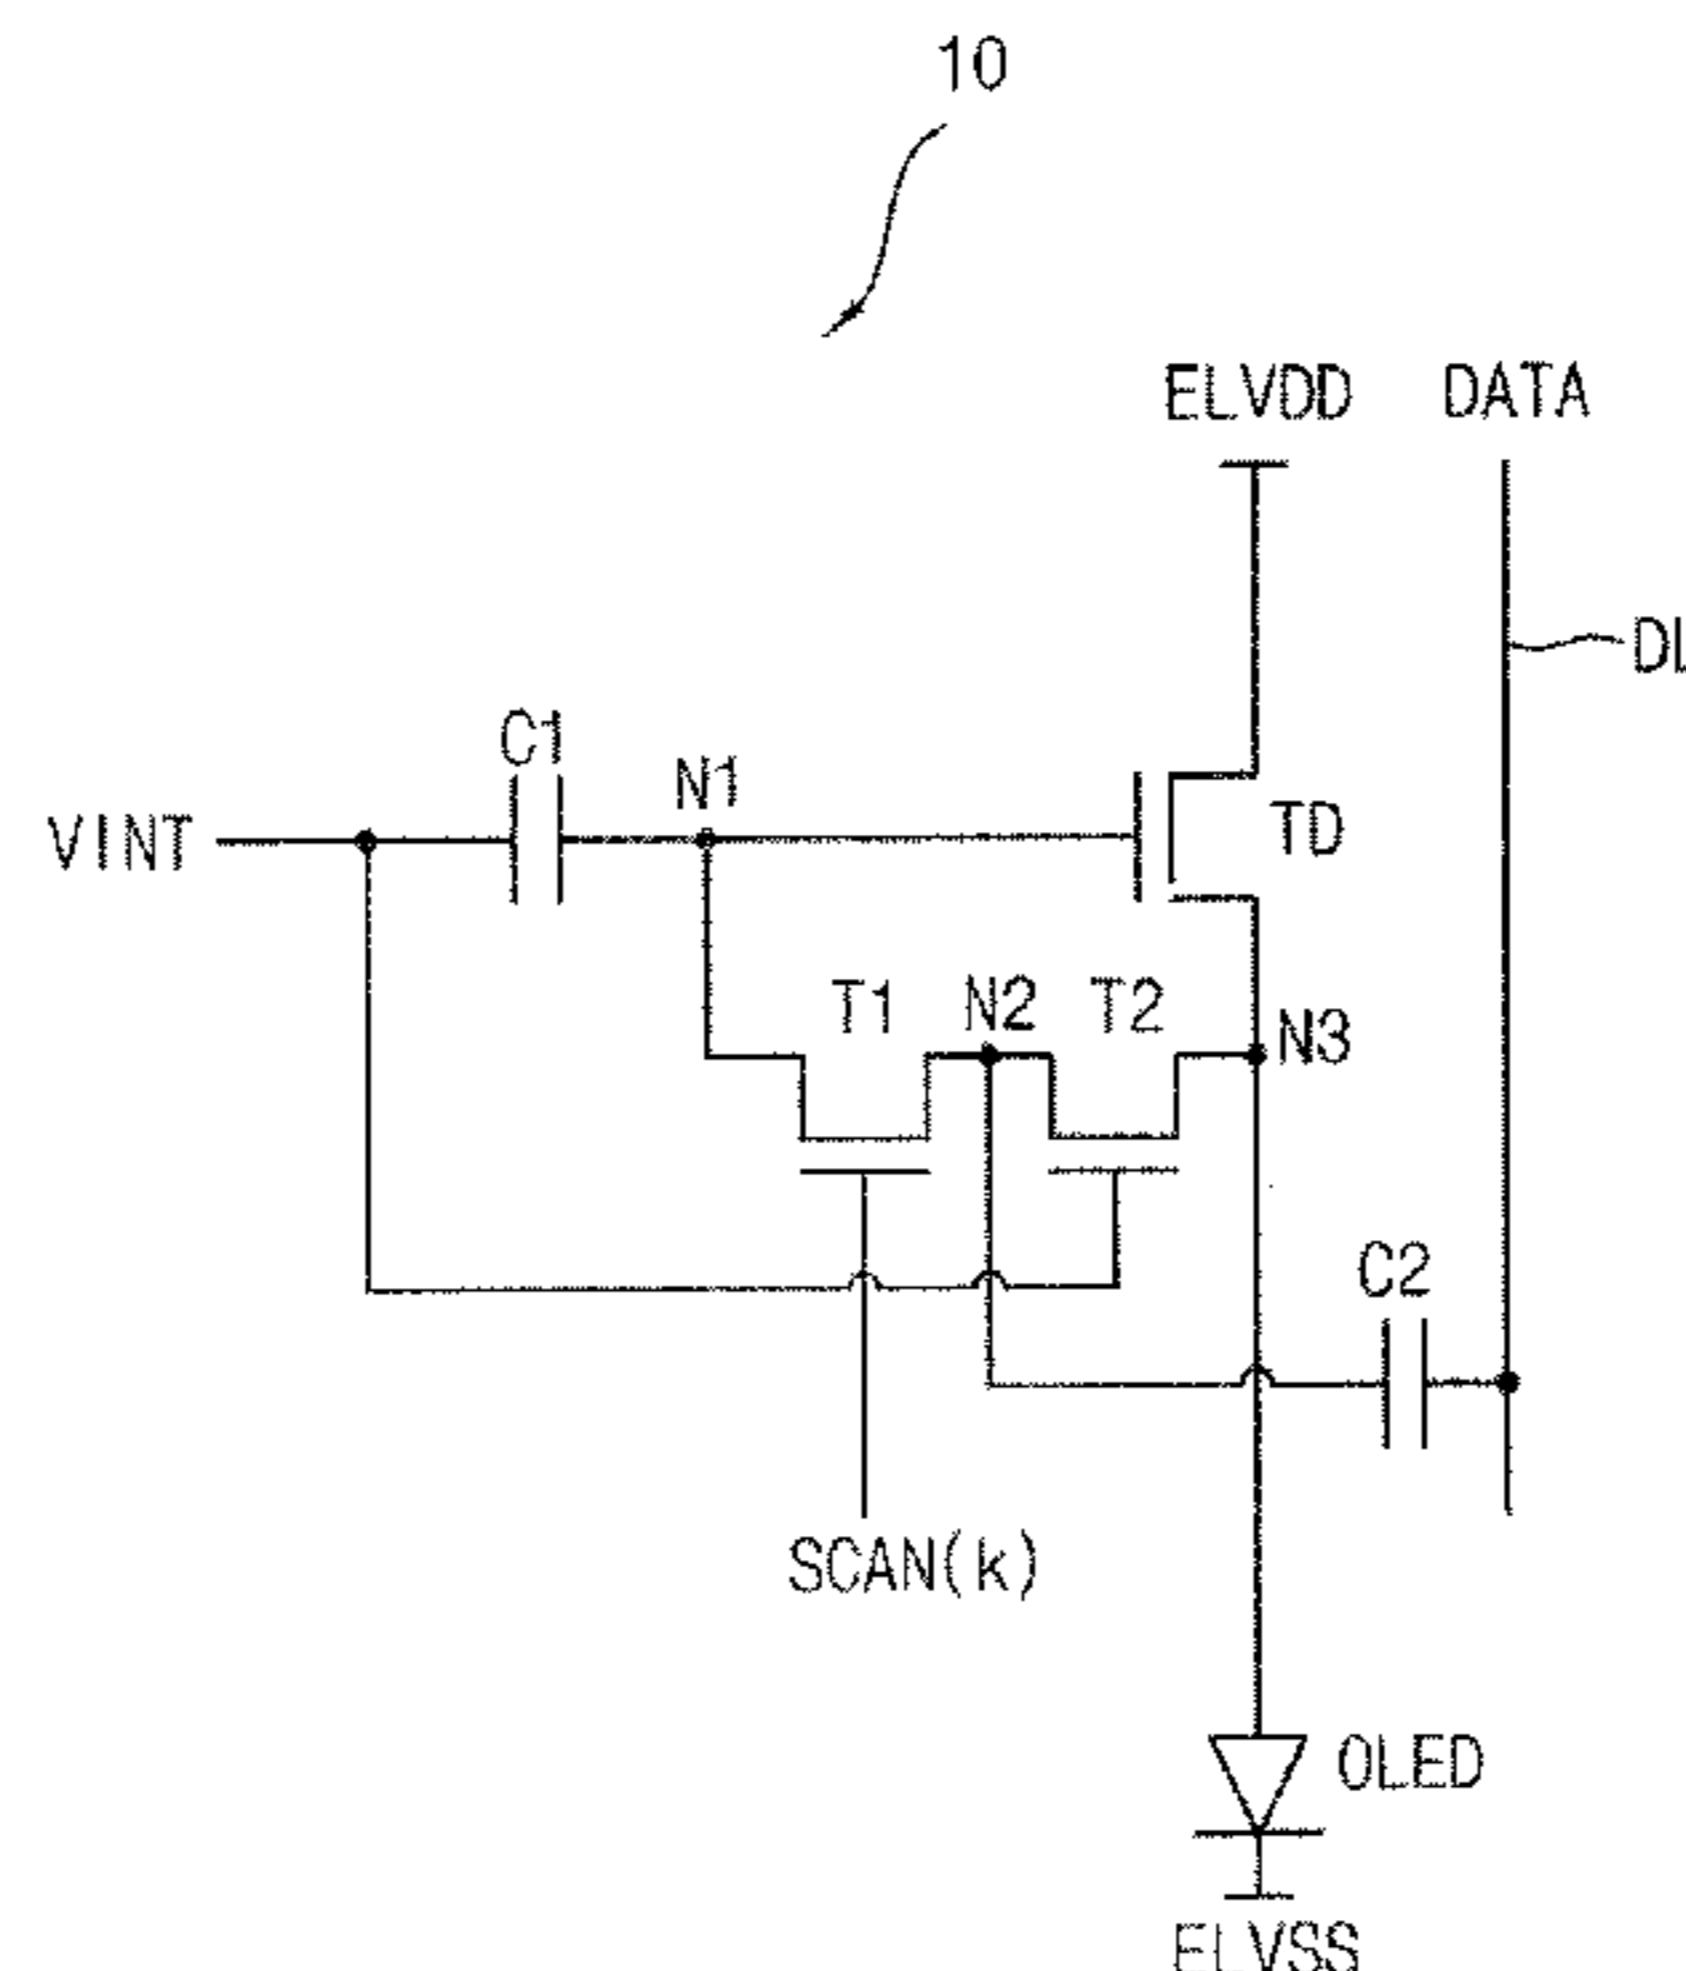 10
ELVDD DATA
DL
C1
N1
VINT
TD
T1 N2 T2
N3
C2
SCAN(k)
OLED
ELVSS